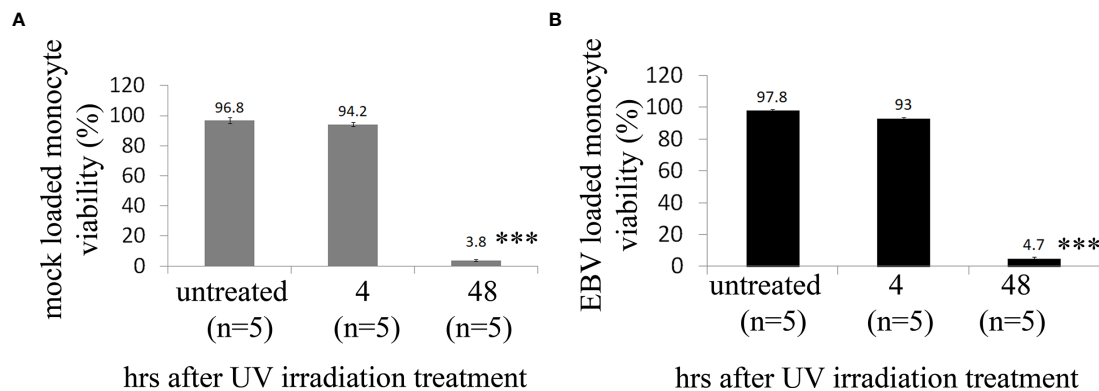 A
mock loaded monocyte
viability (%)
120
100
80
60
40
20
0
96.8
94.2
3.8
***
untreated
(n=5)
4
(n=5)
48
(n=5)
hrs after UV irradiation treatment
B
EBV loaded monocyte
viability (%)
120
100
80
60
40
20
0
97.8
93
4.7
***
untreated
(n=5)
4
(n=5)
48
(n=5)
hrs after UV irradiation treatment